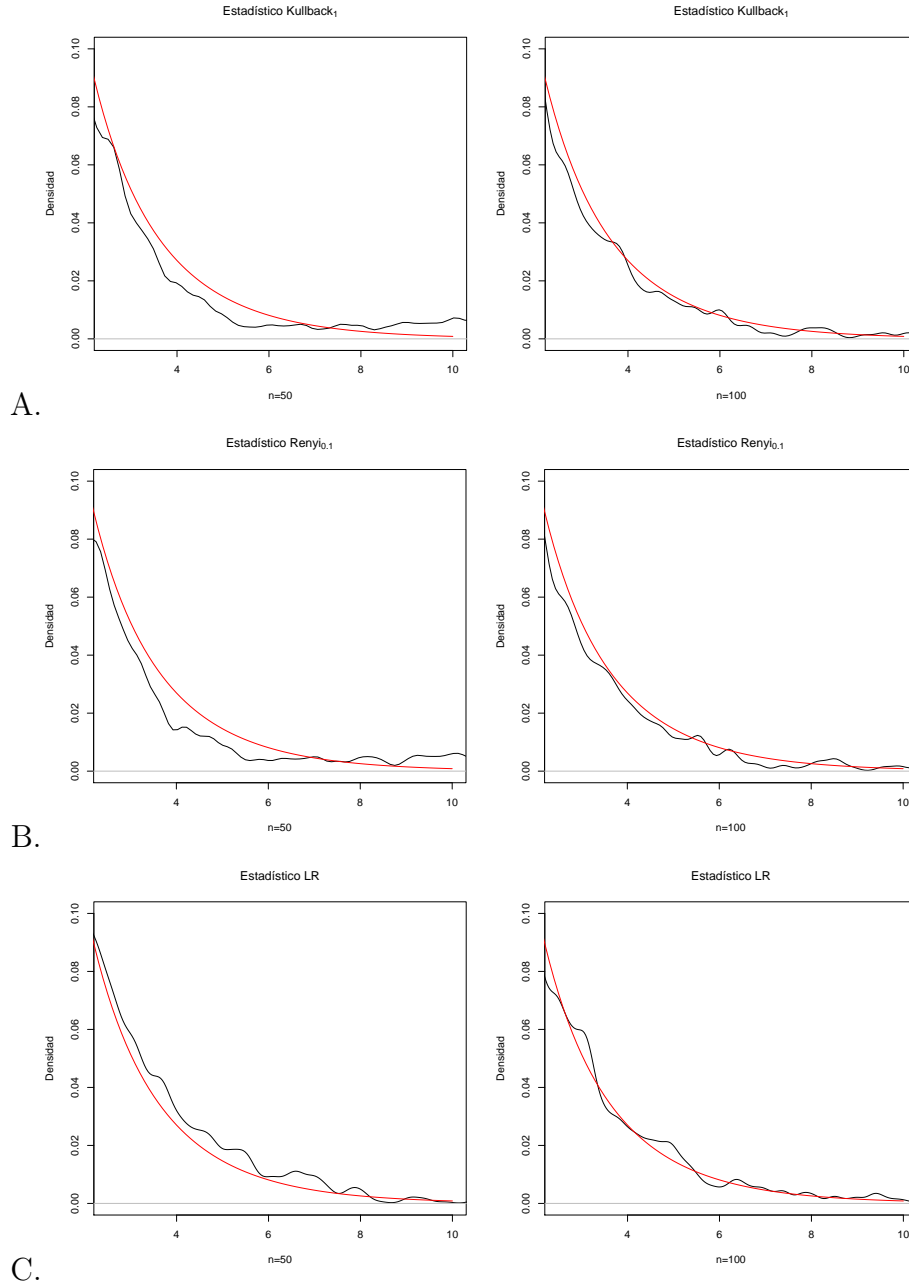 Estadístico Kullback₁
Estadístico Kullback₁
Densidad
0.00 0.02 0.04 0.06 0.08 0.10
4 6 8 10
n=50
Densidad
0.00 0.02 0.04 0.06 0.08 0.10
4 6 8 10
n=100
A.
Estadístico Renyi₀.₁
Estadístico Renyi₀.₁
Densidad
0.00 0.02 0.04 0.06 0.08 0.10
4 6 8 10
n=50
Densidad
0.00 0.02 0.04 0.06 0.08 0.10
4 6 8 10
n=100
B.
Estadístico LR
Estadístico LR
Densidad
0.00 0.02 0.04 0.06 0.08 0.10
4 6 8 10
n=50
Densidad
0.00 0.02 0.04 0.06 0.08 0.10
4 6 8 10
n=100
C.